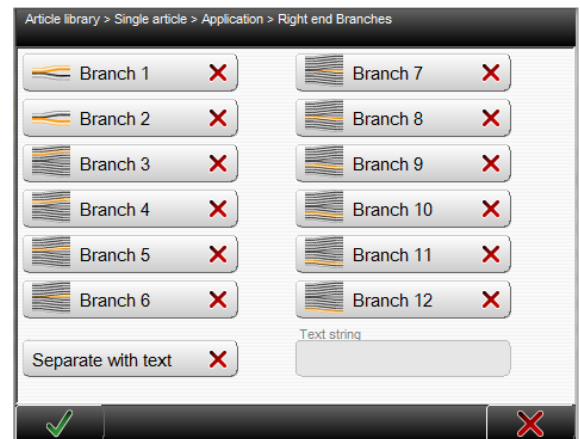 Article library > Single article > Application > Right end Branches
Branch 1
Branch 2
Branch 3
Branch 4
Branch 5
Branch 6
Separate with text
Branch 7
Branch 8
Branch 9
Branch 10
Branch 11
Branch 12
Text string